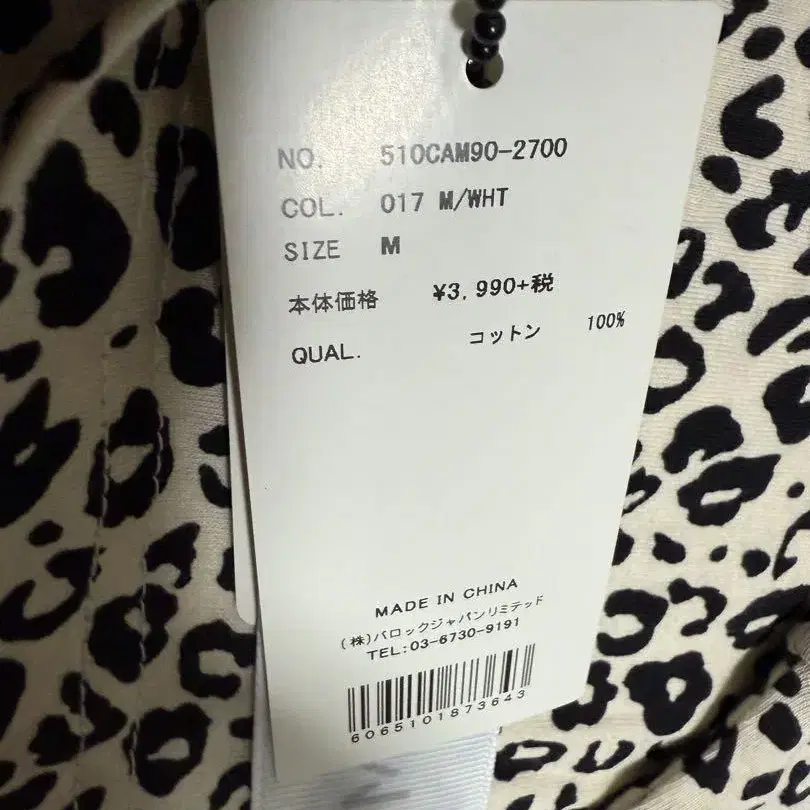 NO. 510CAM90-2700
COL. 017 M/WHT
SIZE M
本体価格 ¥3,990+税
QUAL. コットン 100%
MADE IN CHINA
(株)バロックジャパンリミテッド
TEL:03-6730-9191
6065101873643